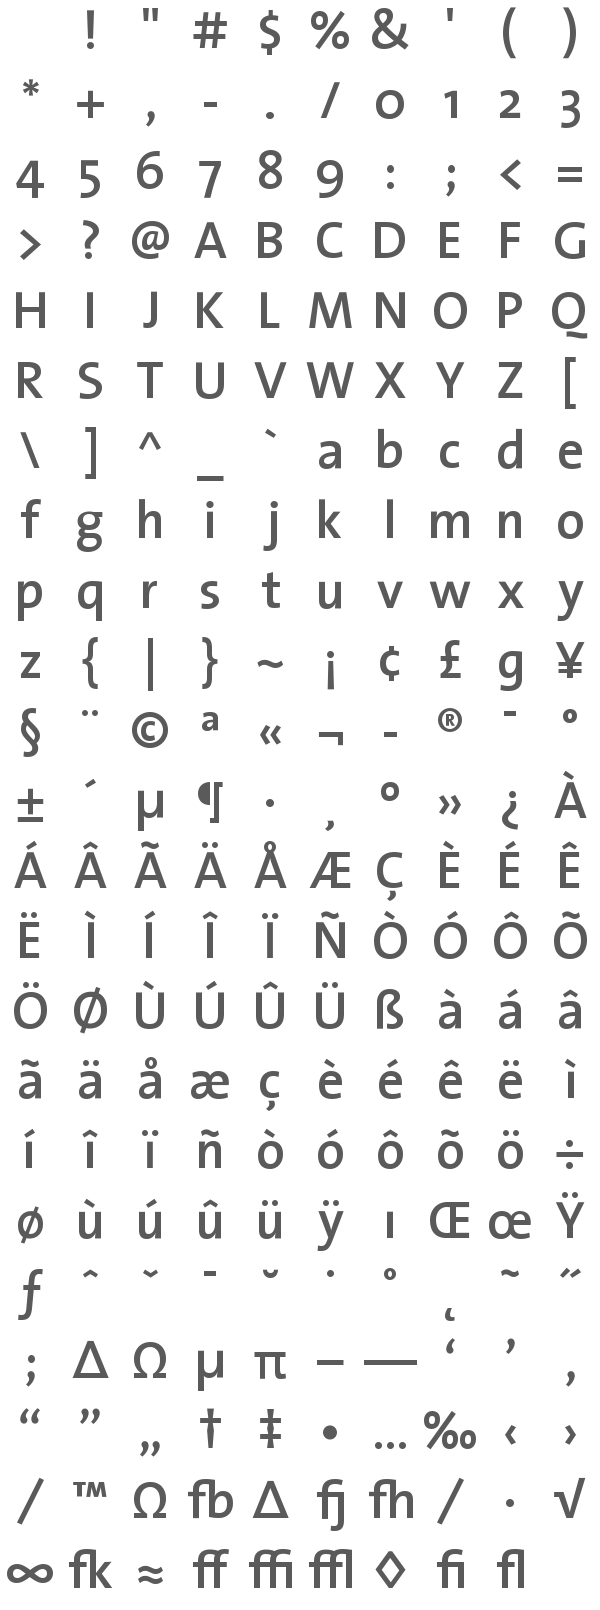 ! " # $ % & ' ( )
* + , - . / 0 1 2 3
4 5 6 7 8 9 : ; < =
> ? @ A B C D E F G
H I J K L M N O P Q
R S T U V W X Y Z [
\ ] ^ _ ` a b c d e
f g h i j k l m n o
p q r s t u v w x y
z { | } ~ ¡ ¢ £ g ¥
§ ¨ © ª « ¬ - ® ¯ °
± ´ µ ¶ · ¸ º » ¿ À
Á Â Ã Ä Å Æ Ç È É Ê
Ë Ì Í Î Ï Ñ Ò Ó Ô Õ
Ö Ø Ù Ú Û Ü ß à á â
ã ä å æ ç è é ê ë ì
í î ï ñ ò ó ô õ ö ÷
ø ù ú û ü ÿ ı Œ œ Ÿ
ƒ ˆ ˇ ˉ ˘ ˙ ˚ ˛ ˜ ˝
; Δ Ω μ π – — ‘ ’ ‚
“ ” „ † ‡ • … ‰ ‹ ›
⁄ ™ Ω fb ∆ fj fh ∕ ∙ √
∞ fk ≈ ff ffi ffl ◊ fi fl